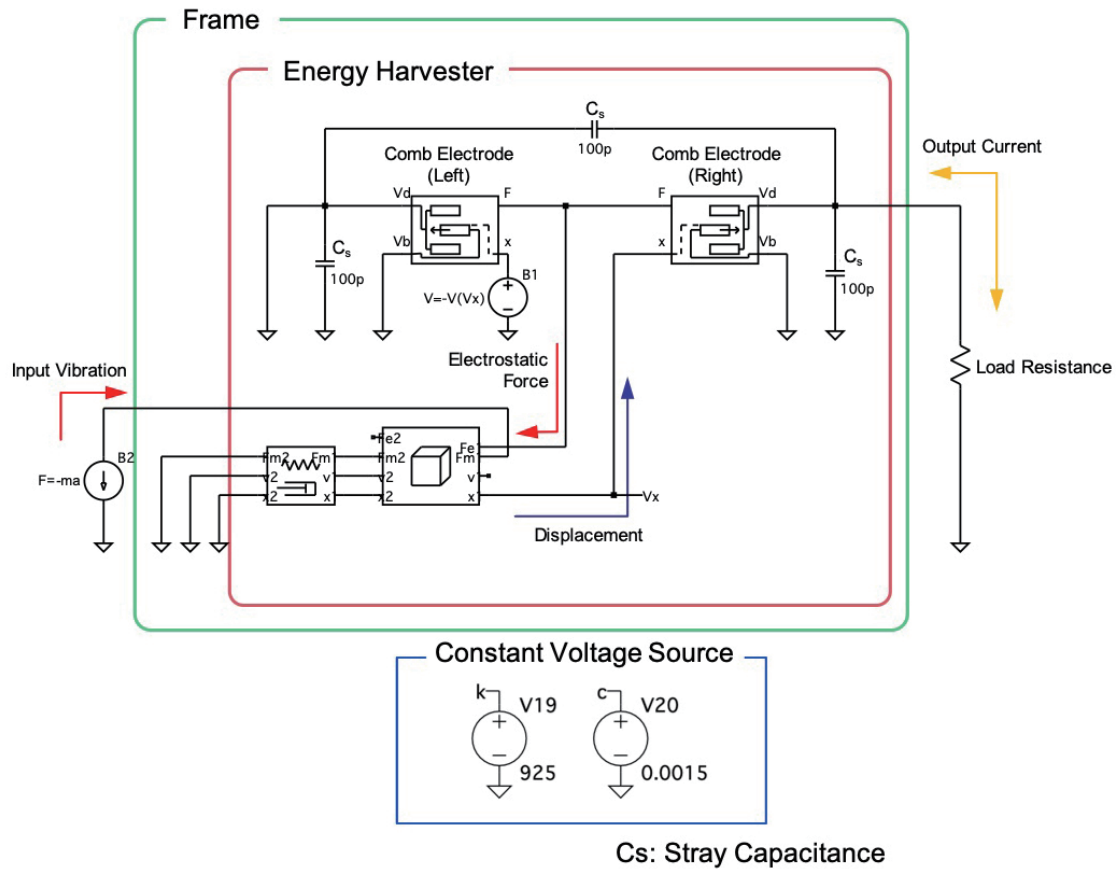 Frame
Energy Harvester
Cs
100p
Output Current
Comb Electrode
(Left)
Comb Electrode
(Right)
Vd
F
F
Vd
Vb
x
x
Vb
Cs
100p
B1
V=-V(Vx)
Cs
100p
Electrostatic
Force
Input Vibration
Load Resistance
B2
F=-ma
Fm2
Fm
v2
v
x2
x
Fe2
Fe
Fm2
Fm
v2
v
x2
x
Vx
Displacement
Constant Voltage Source
k
V19
925
c
V20
0.0015
Cs: Stray Capacitance